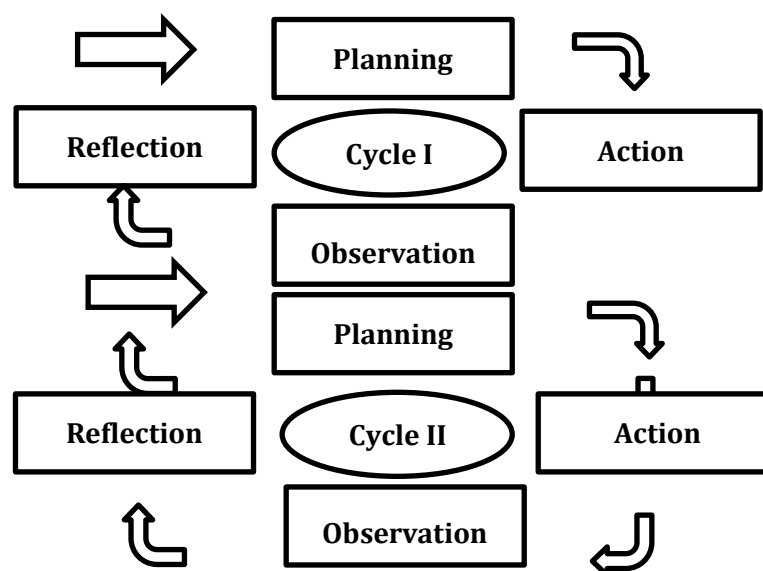 Planning
Reflection
Cycle I
Action
Observation
Planning
Reflection
Cycle II
Action
Observation